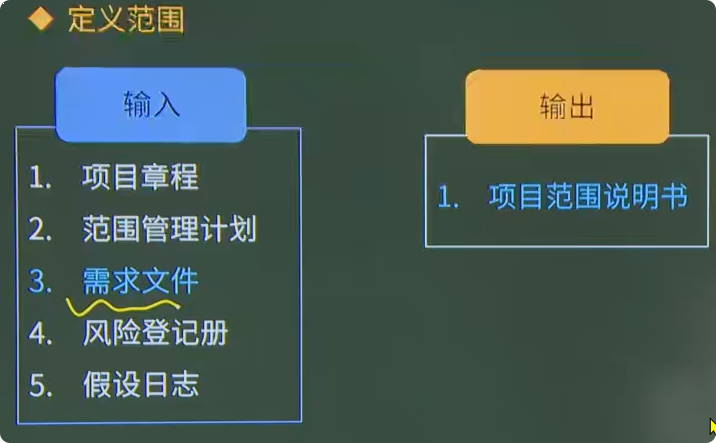 定义范围
输入
1. 项目章程
2. 范围管理计划
3. 需求文件
4. 风险登记册
5. 假设日志
输出
1. 项目范围说明书